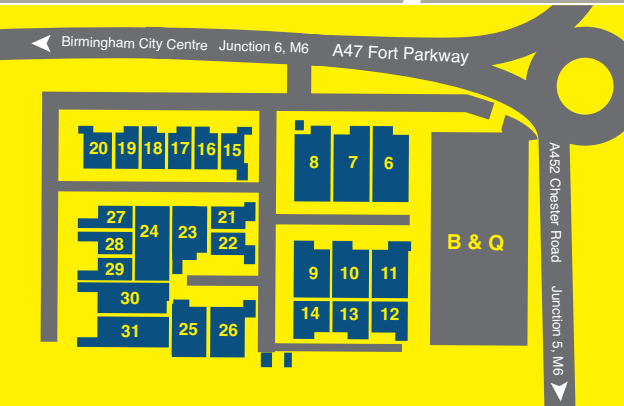 Birmingham City Centre Junction 6, M6
A47 Fort Parkway
20 19 18 17 16 15
8 7 6
A452 Chester Road
Junction 5, M6
27
28
29
24
23
21
22
B & Q
30
31
25 26
9 10 11
14 13 12